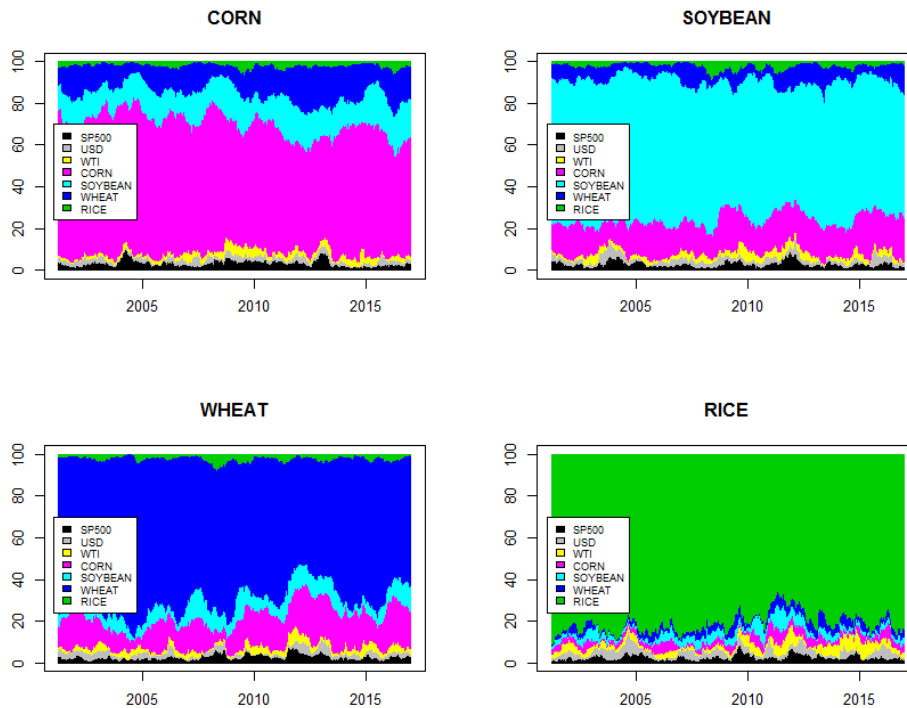 CORN
100
80
60
40
20
0
SP500
USD
WTI
CORN
SOYBEAN
WHEAT
RICE
2005 2010 2015
SOYBEAN
100
80
60
40
20
0
SP500
USD
WTI
CORN
SOYBEAN
WHEAT
RICE
2005 2010 2015
WHEAT
100
80
60
40
20
0
SP500
USD
WTI
CORN
SOYBEAN
WHEAT
RICE
2005 2010 2015
RICE
100
80
60
40
20
0
SP500
USD
WTI
CORN
SOYBEAN
WHEAT
RICE
2005 2010 2015